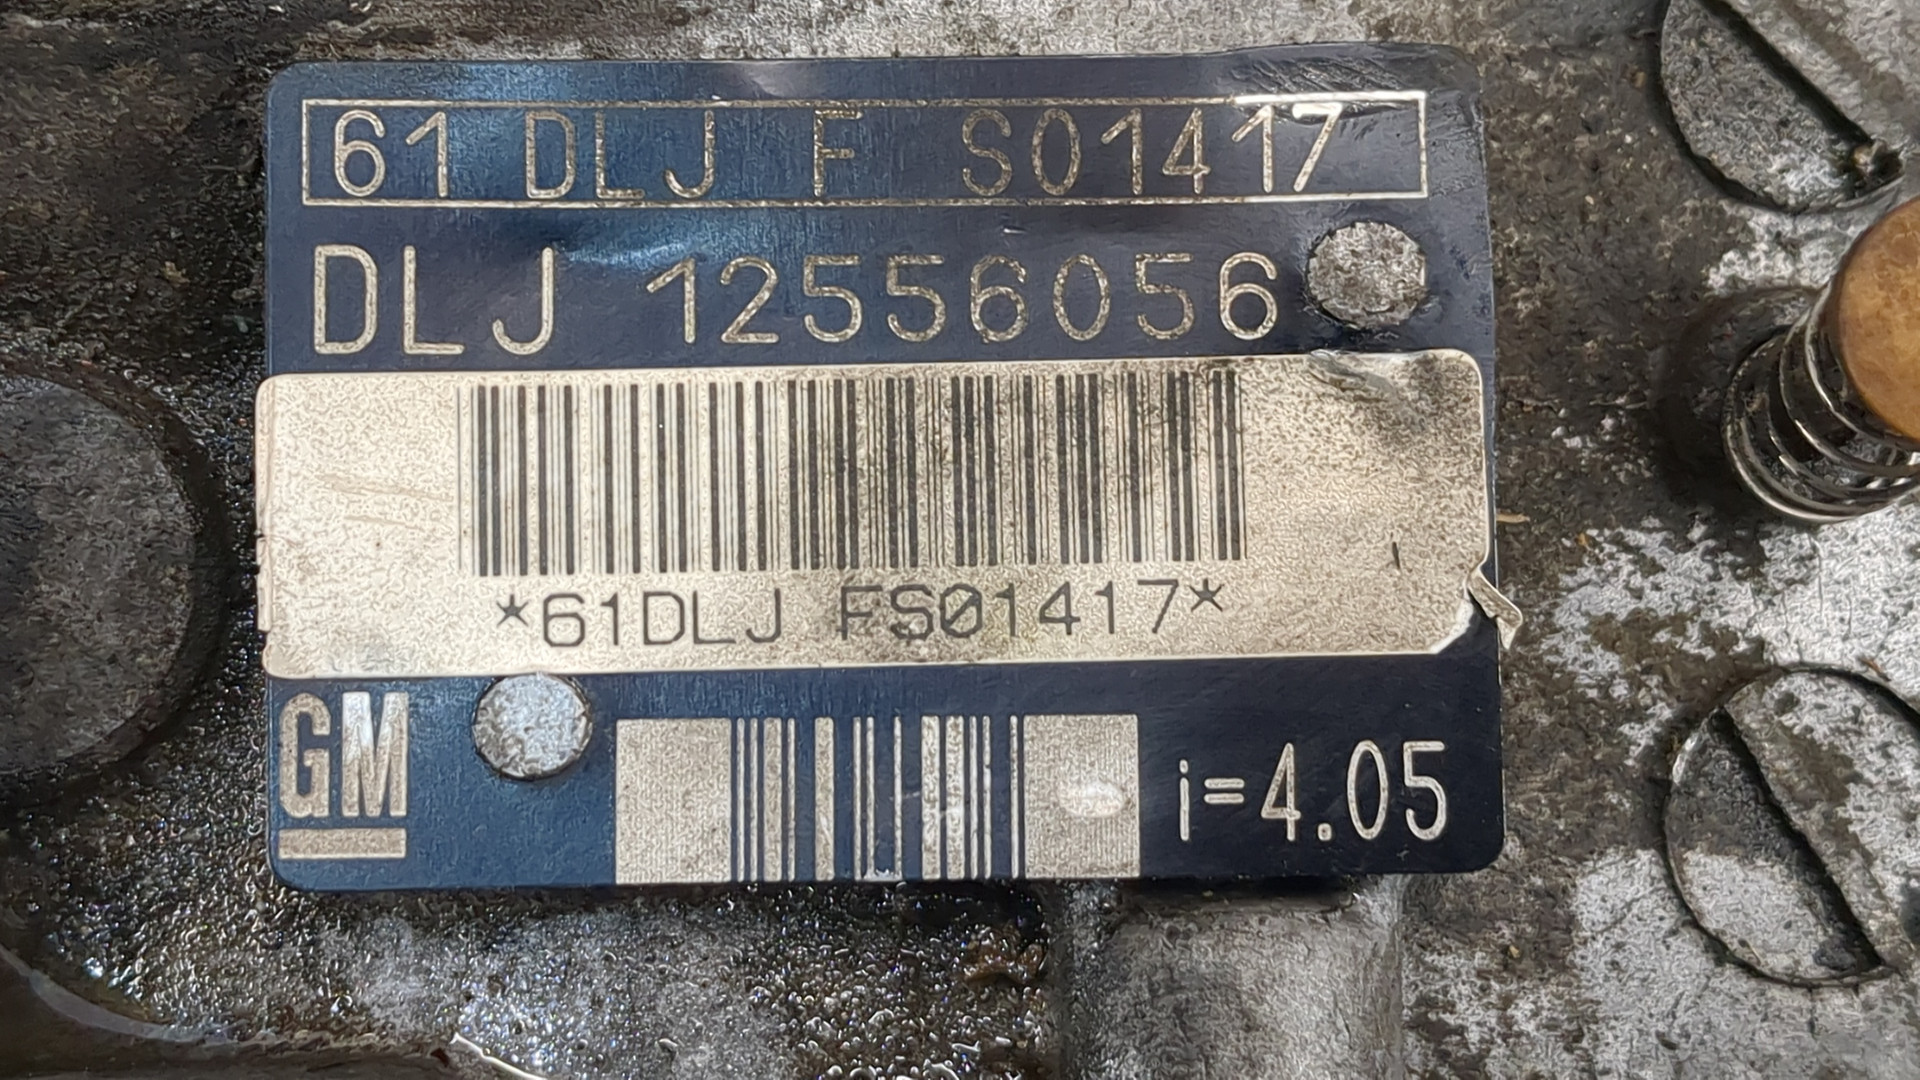 61 DLJ F S01417
DLJ 12556056
*61DLJ FS01417*
GM
i=4.05